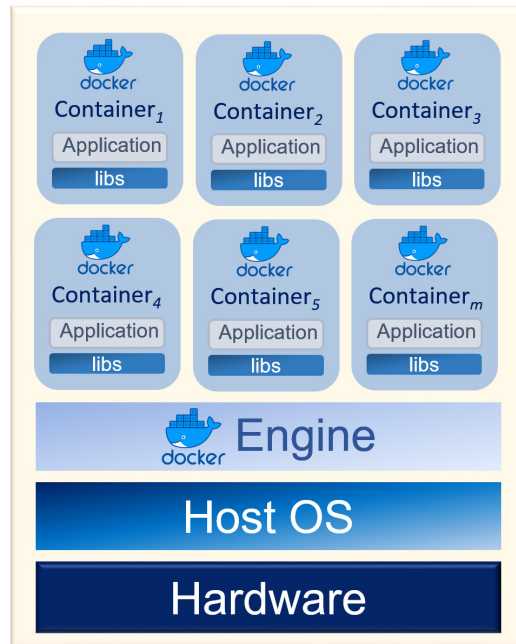 docker docker docker
Container1 Container2 Container3
Application Application Application
libs libs libs
docker docker docker
Container4 Container5 Containerm
Application Application Application
libs libs libs
docker Engine
Host OS
Hardware